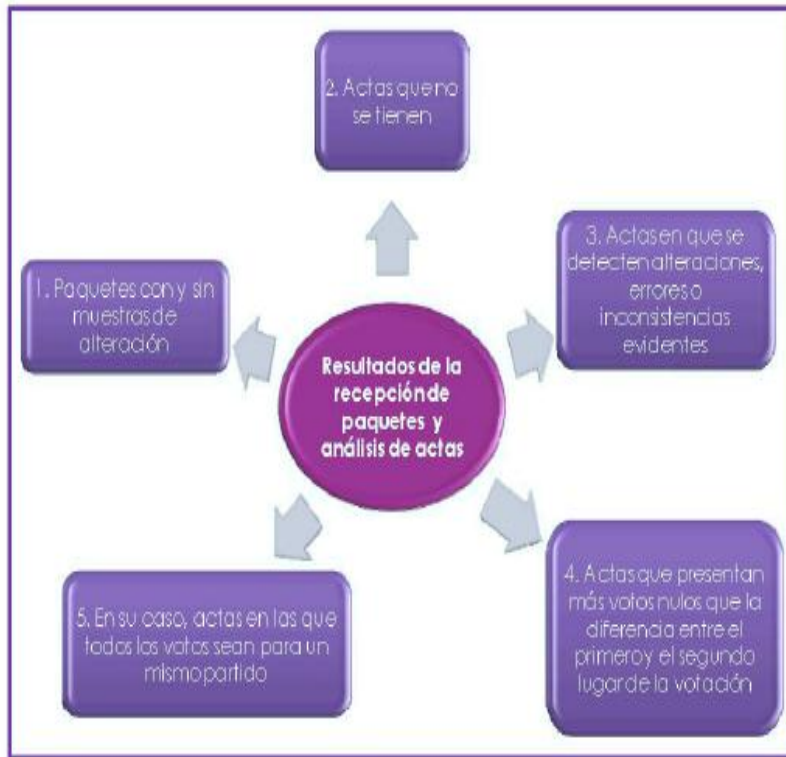 2. Actas que no
se tienen
1. Paquetes con y sin
muestras de
alteración
3. Actas en que se
detecten alteraciones,
errores o
inconsistencias
evidentes
Resultados de la
recepción de
paquetes y
análisis de actas
5. En su caso, actas en las que
todos los votos sean para un
mismo partido
4. Actas que presentan
más votos nulos que la
diferencia entre el
primero y el segundo
lugar de la votación